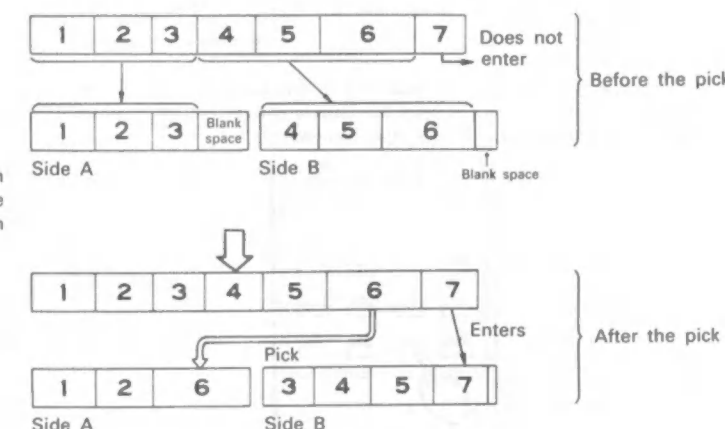 1 2 3 4 5 6 7 Does not
enter
Before the pick
1 2 3 Blank
space 4 5 6
Side A Side B Blank space
1 2 3 4 5 6 7
Enters
After the pick
Pick
1 2 6 3 4 5 7
Side A Side B